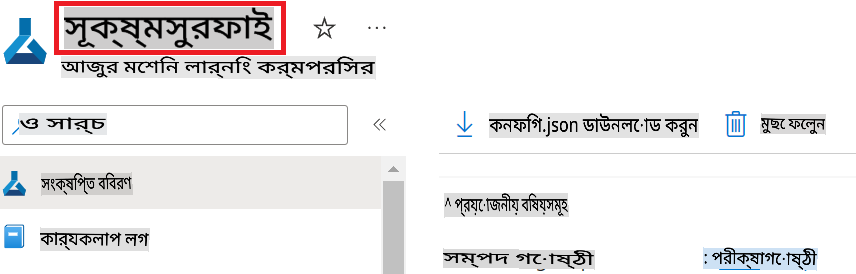 সূক্ষ্মসুরফাই
আজুর মেশিন লার্নিং কর্মপরিসর
ও সার্চ
«
সংক্ষিপ্ত বিবরণ
কার্যকলাপ লগ
কনফিগ.json ডাউনলোড করুন
মুছে ফেলুন
^ প্রয়োজনীয় বিষয়সমূহ
সম্পদ গোষ্ঠী : পরীক্ষাগোষ্ঠী